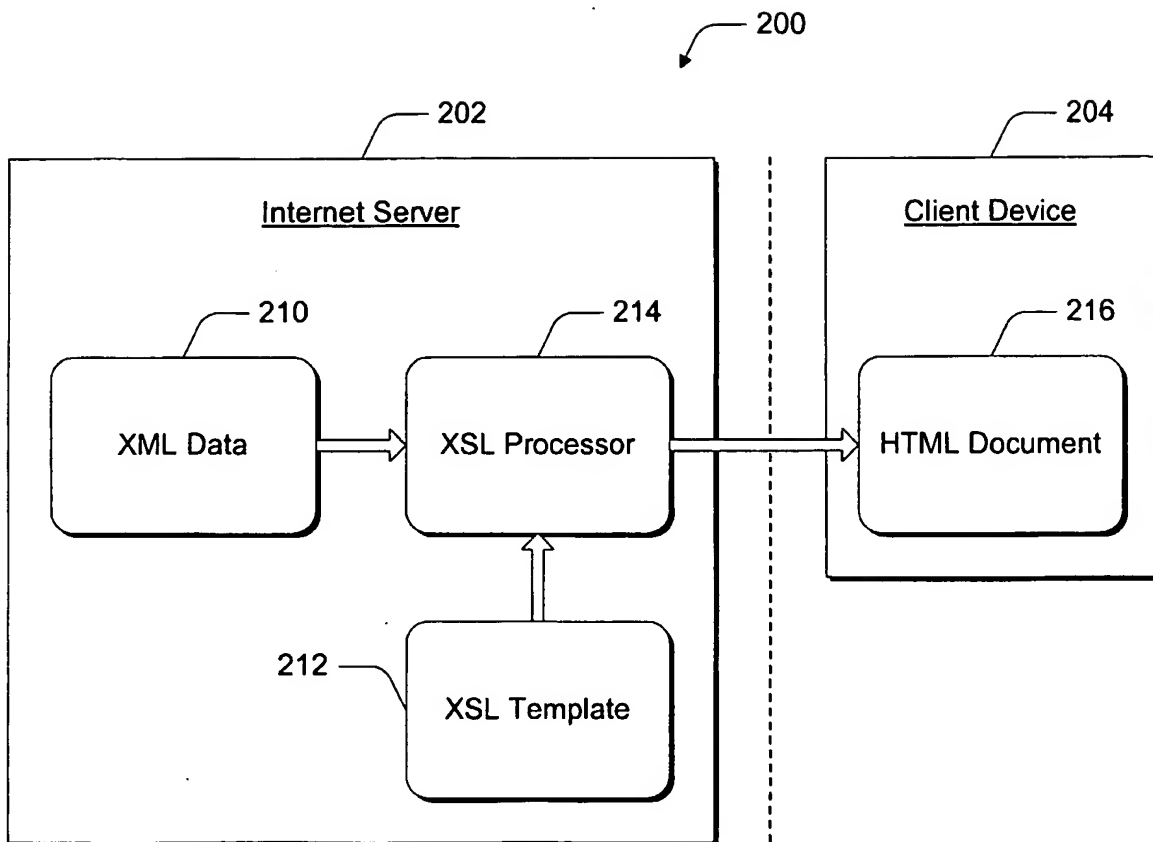 200
202
204
Internet Server
Client Device
210
214
216
XML Data
XSL Processor
HTML Document
212
XSL Template